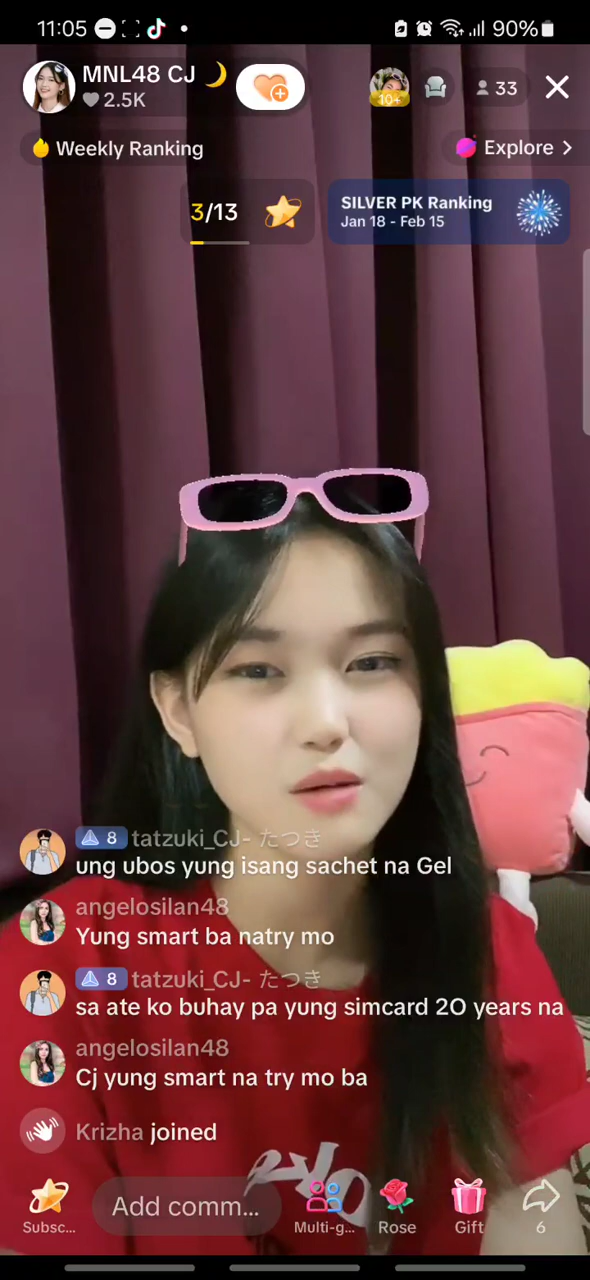 11:05
90%
MNL48 CJ 🌙
2.5K
10+
33
Weekly Ranking
Explore >
3/13
SILVER PK Ranking
Jan 18 - Feb 15
8 tatzuki_CJ- たつき
ung ubos yung isang sachet na Gel
angelosilan48
Yung smart ba natry mo
8 tatzuki_CJ- たつき
sa ate ko buhay pa yung simcard 20 years na
angelosilan48
Cj yung smart na try mo ba
Krizha joined
Add comm...
Subsc...
Multi-g...
Rose
Gift
6